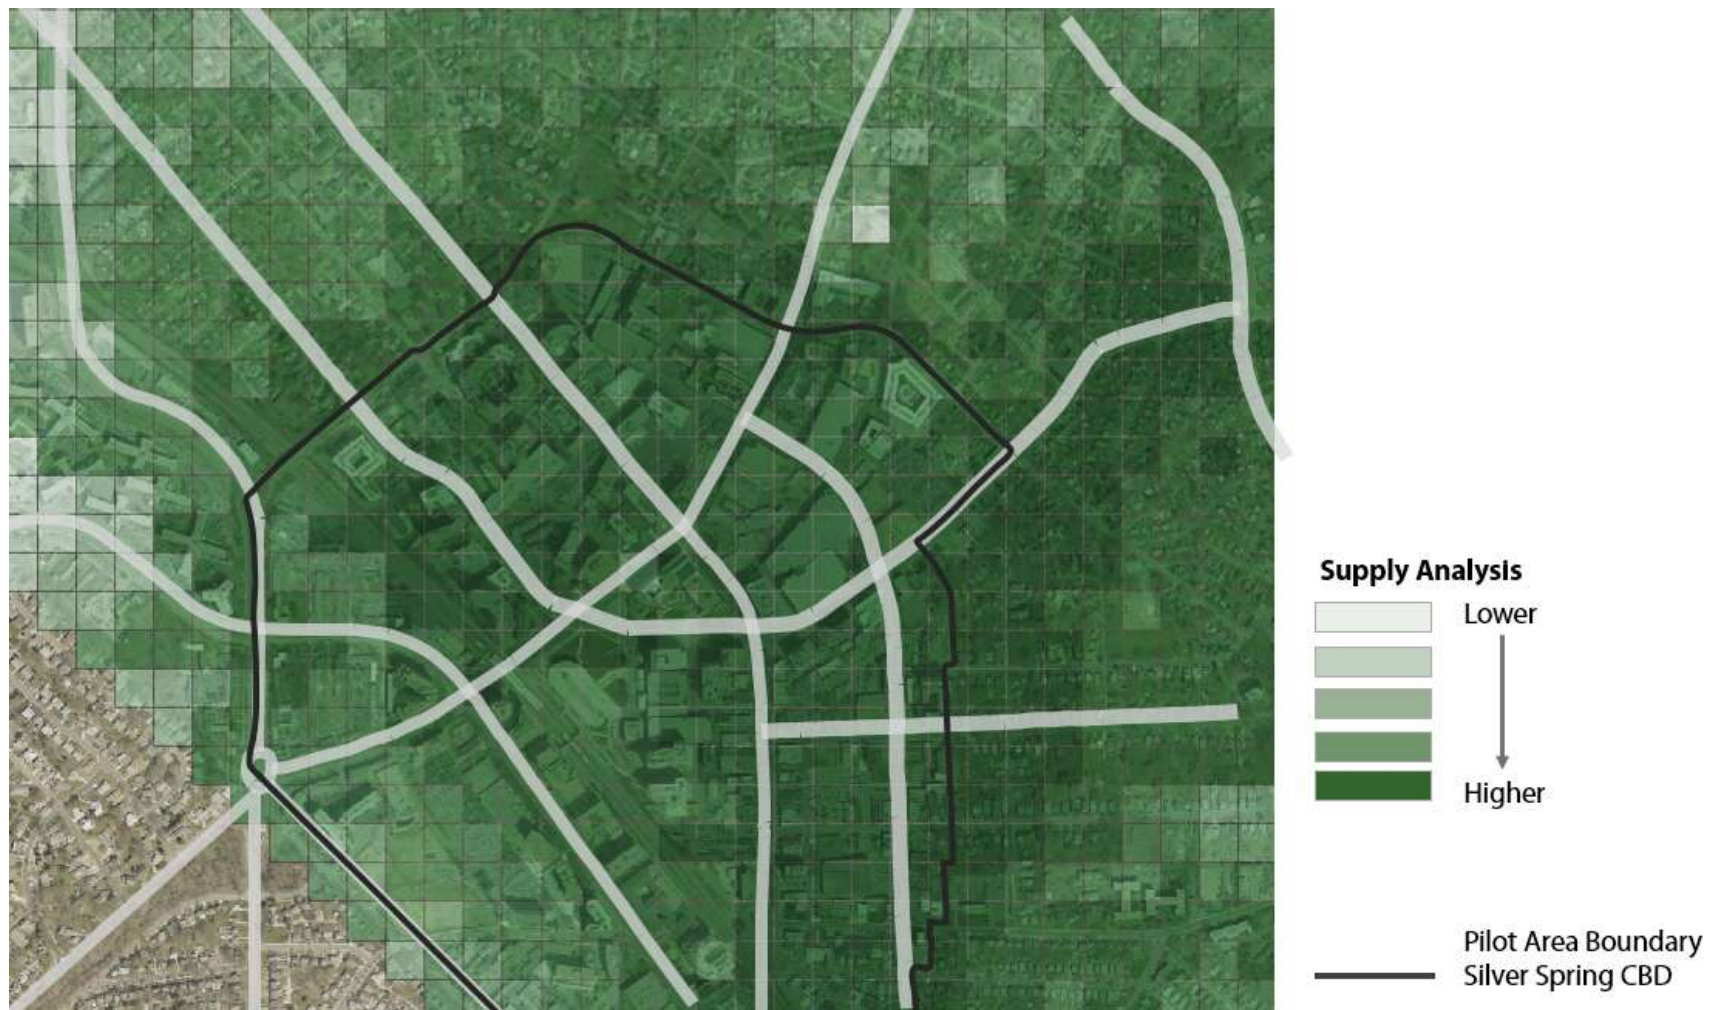 Supply Analysis
Lower
Higher
Pilot Area Boundary
Silver Spring CBD